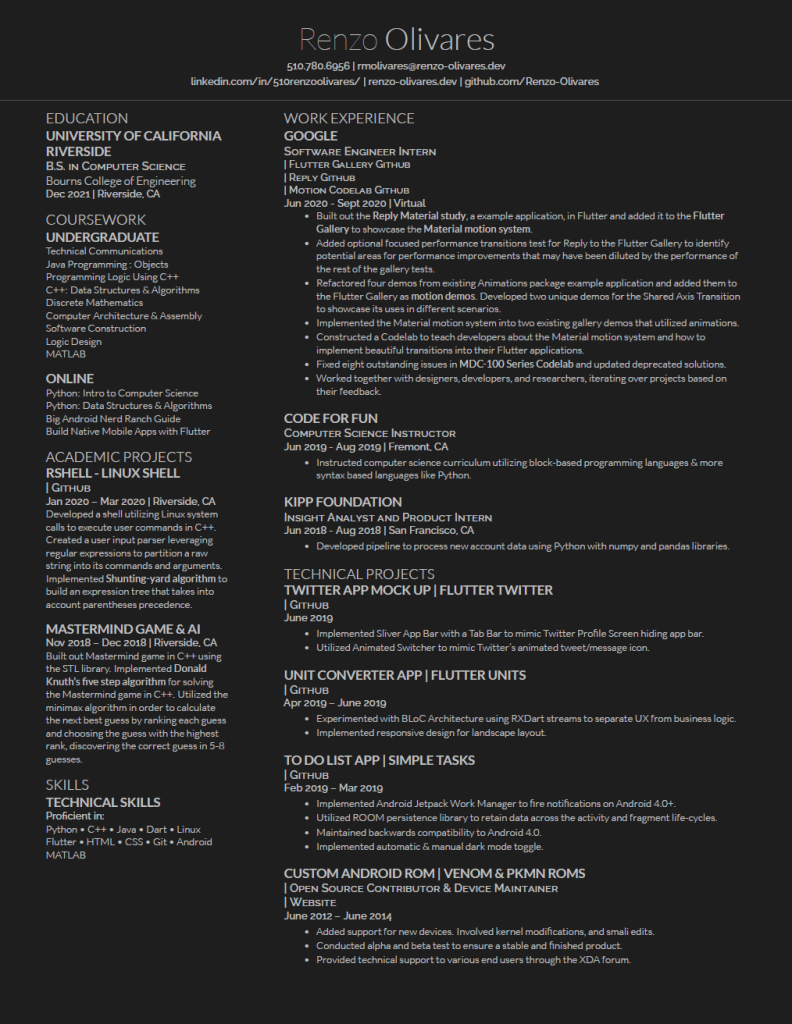 Renzo Olivares
510.780.6956 | rmolivares@renzo-olivares.dev
linkedin.com/in/510renzoolivares/ | renzo-olivares.dev | github.com/Renzo-Olivares
EDUCATION
UNIVERSITY OF CALIFORNIA
RIVERSIDE
B.S. in Computer Science
Bourns College of Engineering
Dec 2021 | Riverside, CA
COURSEWORK
UNDERGRADUATE
Technical Communications
Java Programming : Objects
Programming Logic Using C++
C++: Data Structures & Algorithms
Discrete Mathematics
Computer Architecture & Assembly
Software Construction
Logic Design
MATLAB
ONLINE
Python: Intro to Computer Science
Python: Data Structures & Algorithms
Big Android Nerd Ranch Guide
Build Native Mobile Apps with Flutter
ACADEMIC PROJECTS
RSHELL - LINUX SHELL
| Github
Jan 2020 – Mar 2020 | Riverside, CA
Developed a shell utilizing Linux system
calls to execute user commands in C++.
Created a user input parser leveraging
regular expressions to partition a raw
string into its commands and arguments.
Implemented Shunting-yard algorithm to
build an expression tree that takes into
account parentheses precedence.
MASTERMIND GAME & AI
Nov 2018 – Dec 2018 | Riverside, CA
Built out Mastermind game in C++ using
the STL library. Implemented Donald
Knuth's five step algorithm for solving
the Mastermind game in C++. Utilized the
minimax algorithm in order to calculate
the next best guess by ranking each guess
and choosing the guess with the highest
rank, discovering the correct guess in 5-8
guesses.
SKILLS
TECHNICAL SKILLS
Proficient in:
Python • C++ • Java • Dart • Linux
Flutter • HTML • CSS • Git • Android
MATLAB
WORK EXPERIENCE
GOOGLE
Software Engineer Intern
| Flutter Gallery Github
| Reply Github
| Motion Codelab Github
Jun 2020 - Sept 2020 | Virtual
• Built out the Reply Material study, a example application, in Flutter and added it to the Flutter
Gallery to showcase the Material motion system.
• Added optional focused performance transitions test for Reply to the Flutter Gallery to identify
potential areas for performance improvements that may have been diluted by the performance of
the rest of the gallery tests.
• Refactored four demos from existing Animations package example application and added them to
the Flutter Gallery as motion demos. Developed two unique demos for the Shared Axis Transition
to showcase its uses in different scenarios.
• Implemented the Material motion system into two existing gallery demos that utilized animations.
• Constructed a Codelab to teach developers about the Material motion system and how to
implement beautiful transitions into their Flutter applications.
• Fixed eight outstanding issues in MDC-100 Series Codelab and updated deprecated solutions.
• Worked together with designers, developers, and researchers, iterating over projects based on
their feedback.
CODE FOR FUN
Computer Science Instructor
Jun 2019 - Aug 2019 | Fremont, CA
• Instructed computer science curriculum utilizing block-based programming languages & more
syntax based languages like Python.
KIPP FOUNDATION
Insight Analyst and Product Intern
Jun 2018 - Aug 2018 | San Francisco, CA
• Developed pipeline to process new account data using Python with numpy and pandas libraries.
TECHNICAL PROJECTS
TWITTER APP MOCK UP | FLUTTER TWITTER
| Github
June 2019
• Implemented Sliver App Bar with a Tab Bar to mimic Twitter Profile Screen hiding app bar.
• Utilized Animated Switcher to mimic Twitter's animated tweet/message icon.
UNIT CONVERTER APP | FLUTTER UNITS
| Github
Apr 2019 – June 2019
• Experimented with BLoC Architecture using RXDart streams to separate UX from business logic.
• Implemented responsive design for landscape layout.
TO DO LIST APP | SIMPLE TASKS
| Github
Feb 2019 – Mar 2019
• Implemented Android Jetpack Work Manager to fire notifications on Android 4.0+.
• Utilized ROOM persistence library to retain data across the activity and fragment life-cycles.
• Maintained backwards compatibility to Android 4.0.
• Implemented automatic & manual dark mode toggle.
CUSTOM ANDROID ROM | VENOM & PKMN ROMS
| Open Source Contributor & Device Maintainer
| Website
June 2012 – June 2014
• Added support for new devices. Involved kernel modifications, and smali edits.
• Conducted alpha and beta test to ensure a stable and finished product.
• Provided technical support to various end users through the XDA forum.